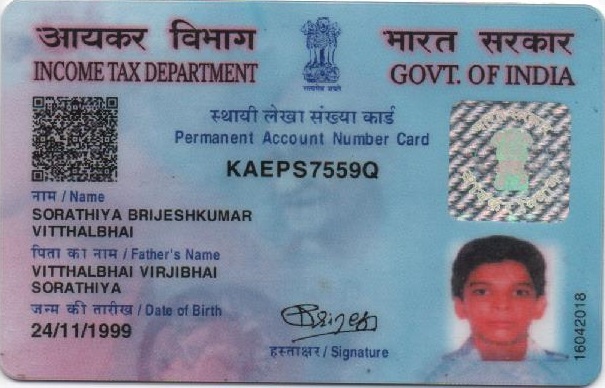 आयकर विभाग
INCOME TAX DEPARTMENT
भारत सरकार
GOVT. OF INDIA
सत्यमेव जयते
स्थायी लेखा संख्या कार्ड
Permanent Account Number Card
KAEPS7559Q
नाम / Name
SORATHIYA BRIJESHKUMAR
VITTHALBHAI
पिता का नाम / Father's Name
VITTHALBHAI VIRJIBHAI
SORATHIYA
जन्म की तारीख / Date of Birth
24/11/1999
हस्ताक्षर / Signature
16042018